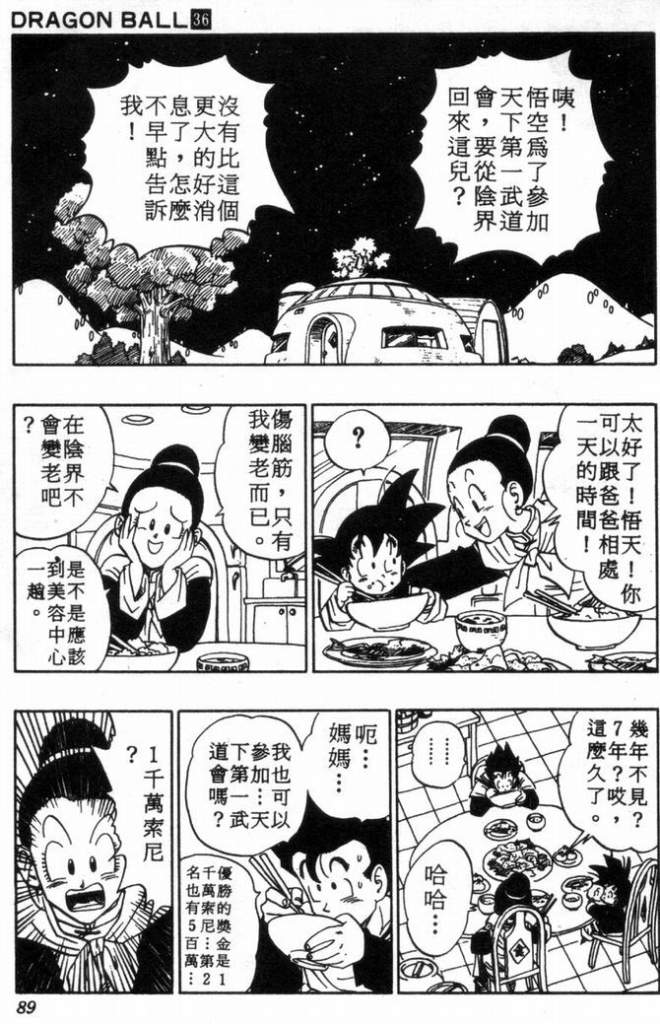 DRAGON BALL 36
咦！
悟空爲了參加
天下第一武道
會，要從陰界
回來這兒？
沒有比這個
更大的好消
息了，怎麼
不早點告訴
我！
太好了！悟天！你
可以跟爸爸相處
一天的時間！
？
傷腦筋，只有
我變老而已。
在陰界不
會變老吧
？
是不是應該
到美容中心
一趟。
幾年不見？
7年？哎，
這麼久了。
……
……
哈哈…
呃…
媽媽…
我也可以
參加…天
下第一武
道會嗎？
優勝的獎金是1
千萬索尼…第2
名也有5百萬…
1千萬索尼
？
89